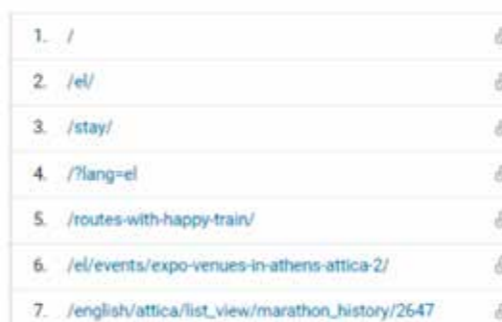 1. /
2. /el/
3. /stay/
4. /?lang=el
5. /routes-with-happy-train/
6. /el/events/expo-venues-in-athens-attica-2/
7. /english/attica/list_view/marathon_history/2647